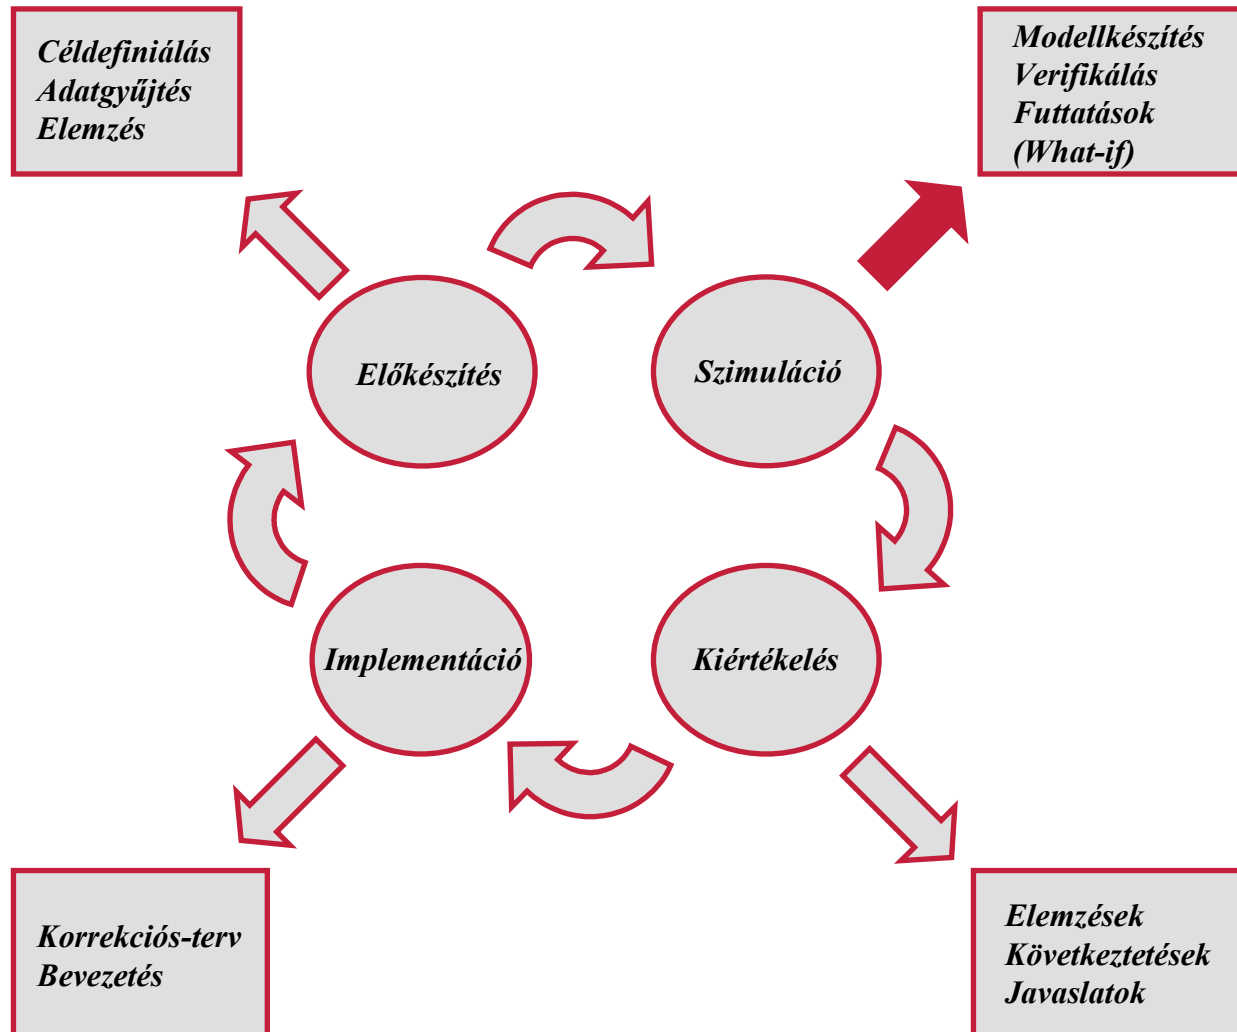 Céldefiniálás
Adatgyűjtés
Elemzés
Modellkészítés
Verifikálás
Futtatások
(What-if)
Előkészítés
Szimuláció
Implementáció
Kiértékelés
Korrekciós-terv
Bevezetés
Elemzések
Következtetések
Javaslatok